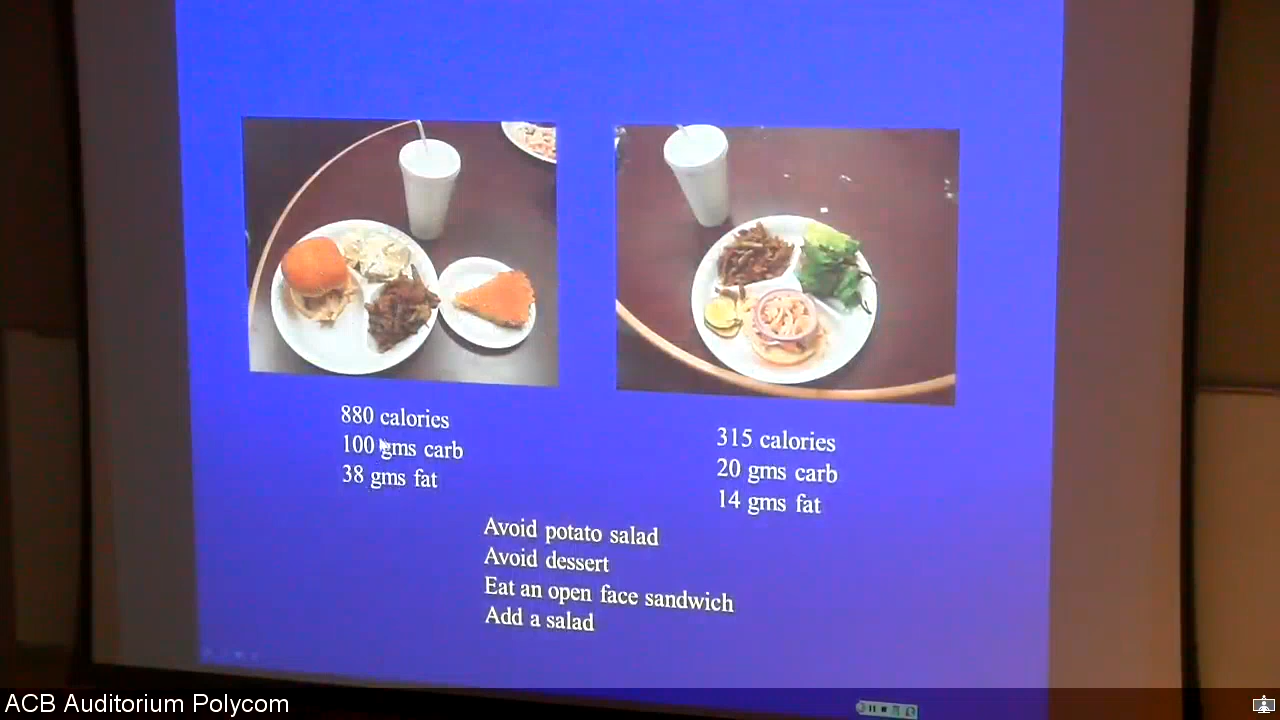 880 calories
100 gms carb
38 gms fat
315 calories
20 gms carb
14 gms fat
Avoid potato salad
Avoid dessert
Eat an open face sandwich
Add a salad
ACB Auditorium Polycom